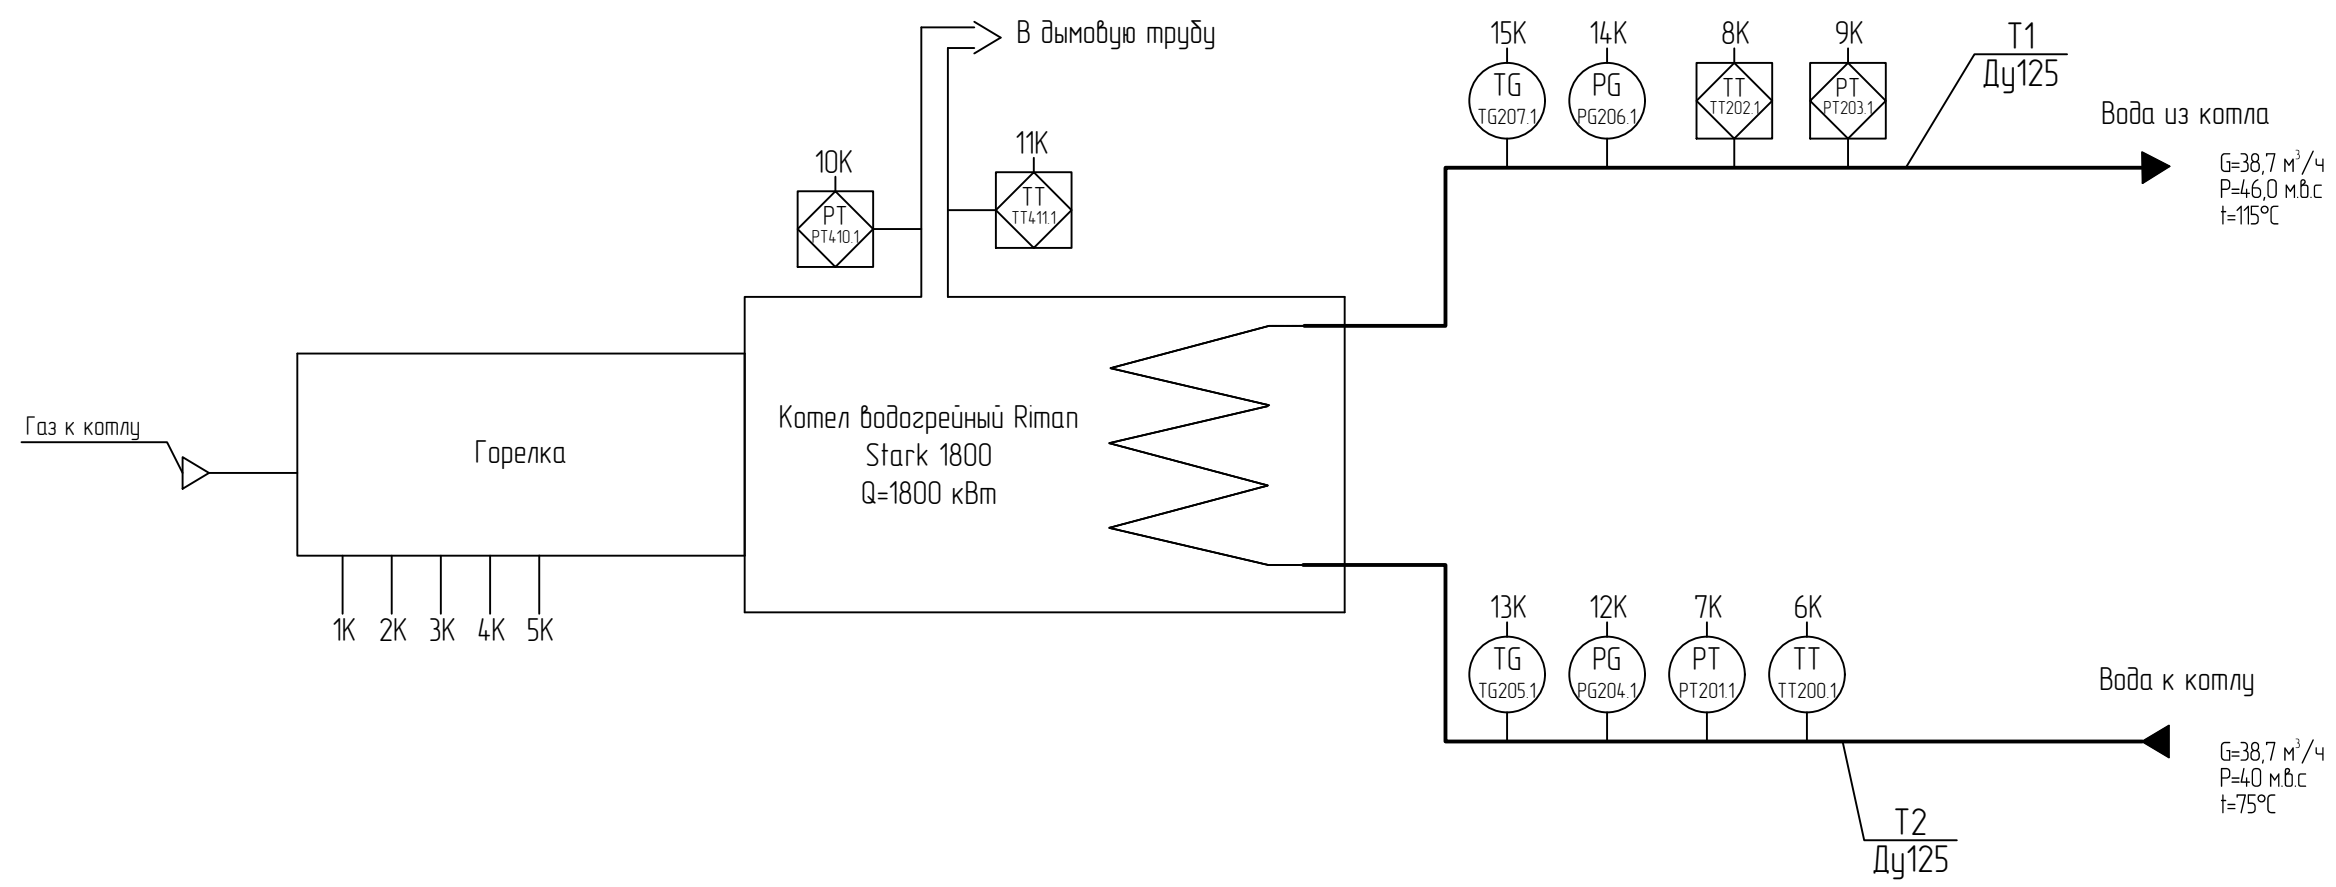 В дымовую трубу
15К
14К
8К
9К
Т1
Ду125
TG
TG207.1
PG
PG206.1
TT
TT202.1
PT
PT203.1
Вода из котла
G=38,7 м³/ч
P=46,0 м.в.с
t=115°C
10К
PT
PT410.1
11К
TT
TT411.1
Газ к котлу
Горелка
Котел водогрейный Riman
Stark 1800
Q=1800 кВт
1К
2К
3К
4К
5К
13К
12К
7К
6К
TG
TG205.1
PG
PG204.1
PT
PT201.1
TT
TT200.1
Вода к котлу
G=38,7 м³/ч
P=40 м.в.с
t=75°C
Т2
Ду125